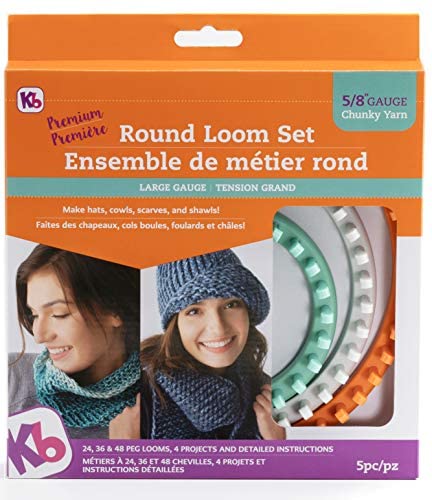 Kb
Premium
Première
5/8" GAUGE
Chunky Yarn
Round Loom Set
Ensemble de métier rond
LARGE GAUGE | TENSION GRAND
Make hats, cowls, scarves, and shawls!
Faites des chapeaux, cols boules, foulards et châles!
Kb
24, 36 & 48 PEG LOOMS, 4 PROJECTS AND DETAILED INSTRUCTIONS
MÉTIERS À 24, 36 ET 48 CHEVILLES, 4 PROJETS ET
INSTRUCTIONS DÉTAILLÉES
5pc/pz